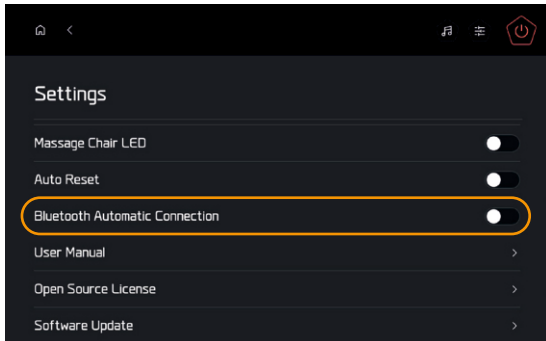 Settings
Massage Chair LED
Auto Reset
Bluetooth Automatic Connection
User Manual
Open Source License
Software Update